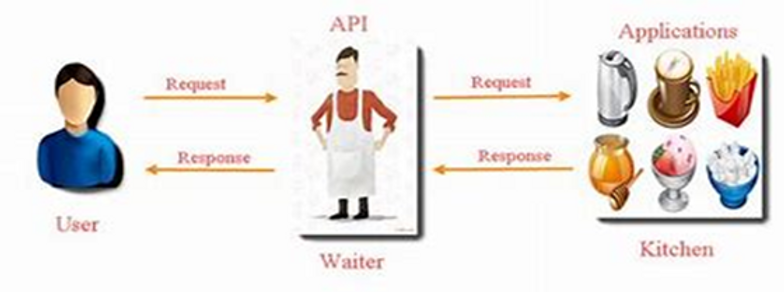 API
Applications
Request
Request
Response
Response
User
Waiter
Kitchen